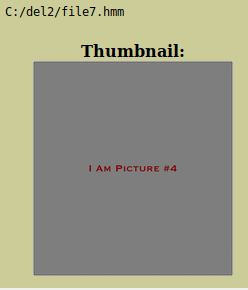 C:/del2/file7.hmm
Thumbnail:
I Am Picture #4